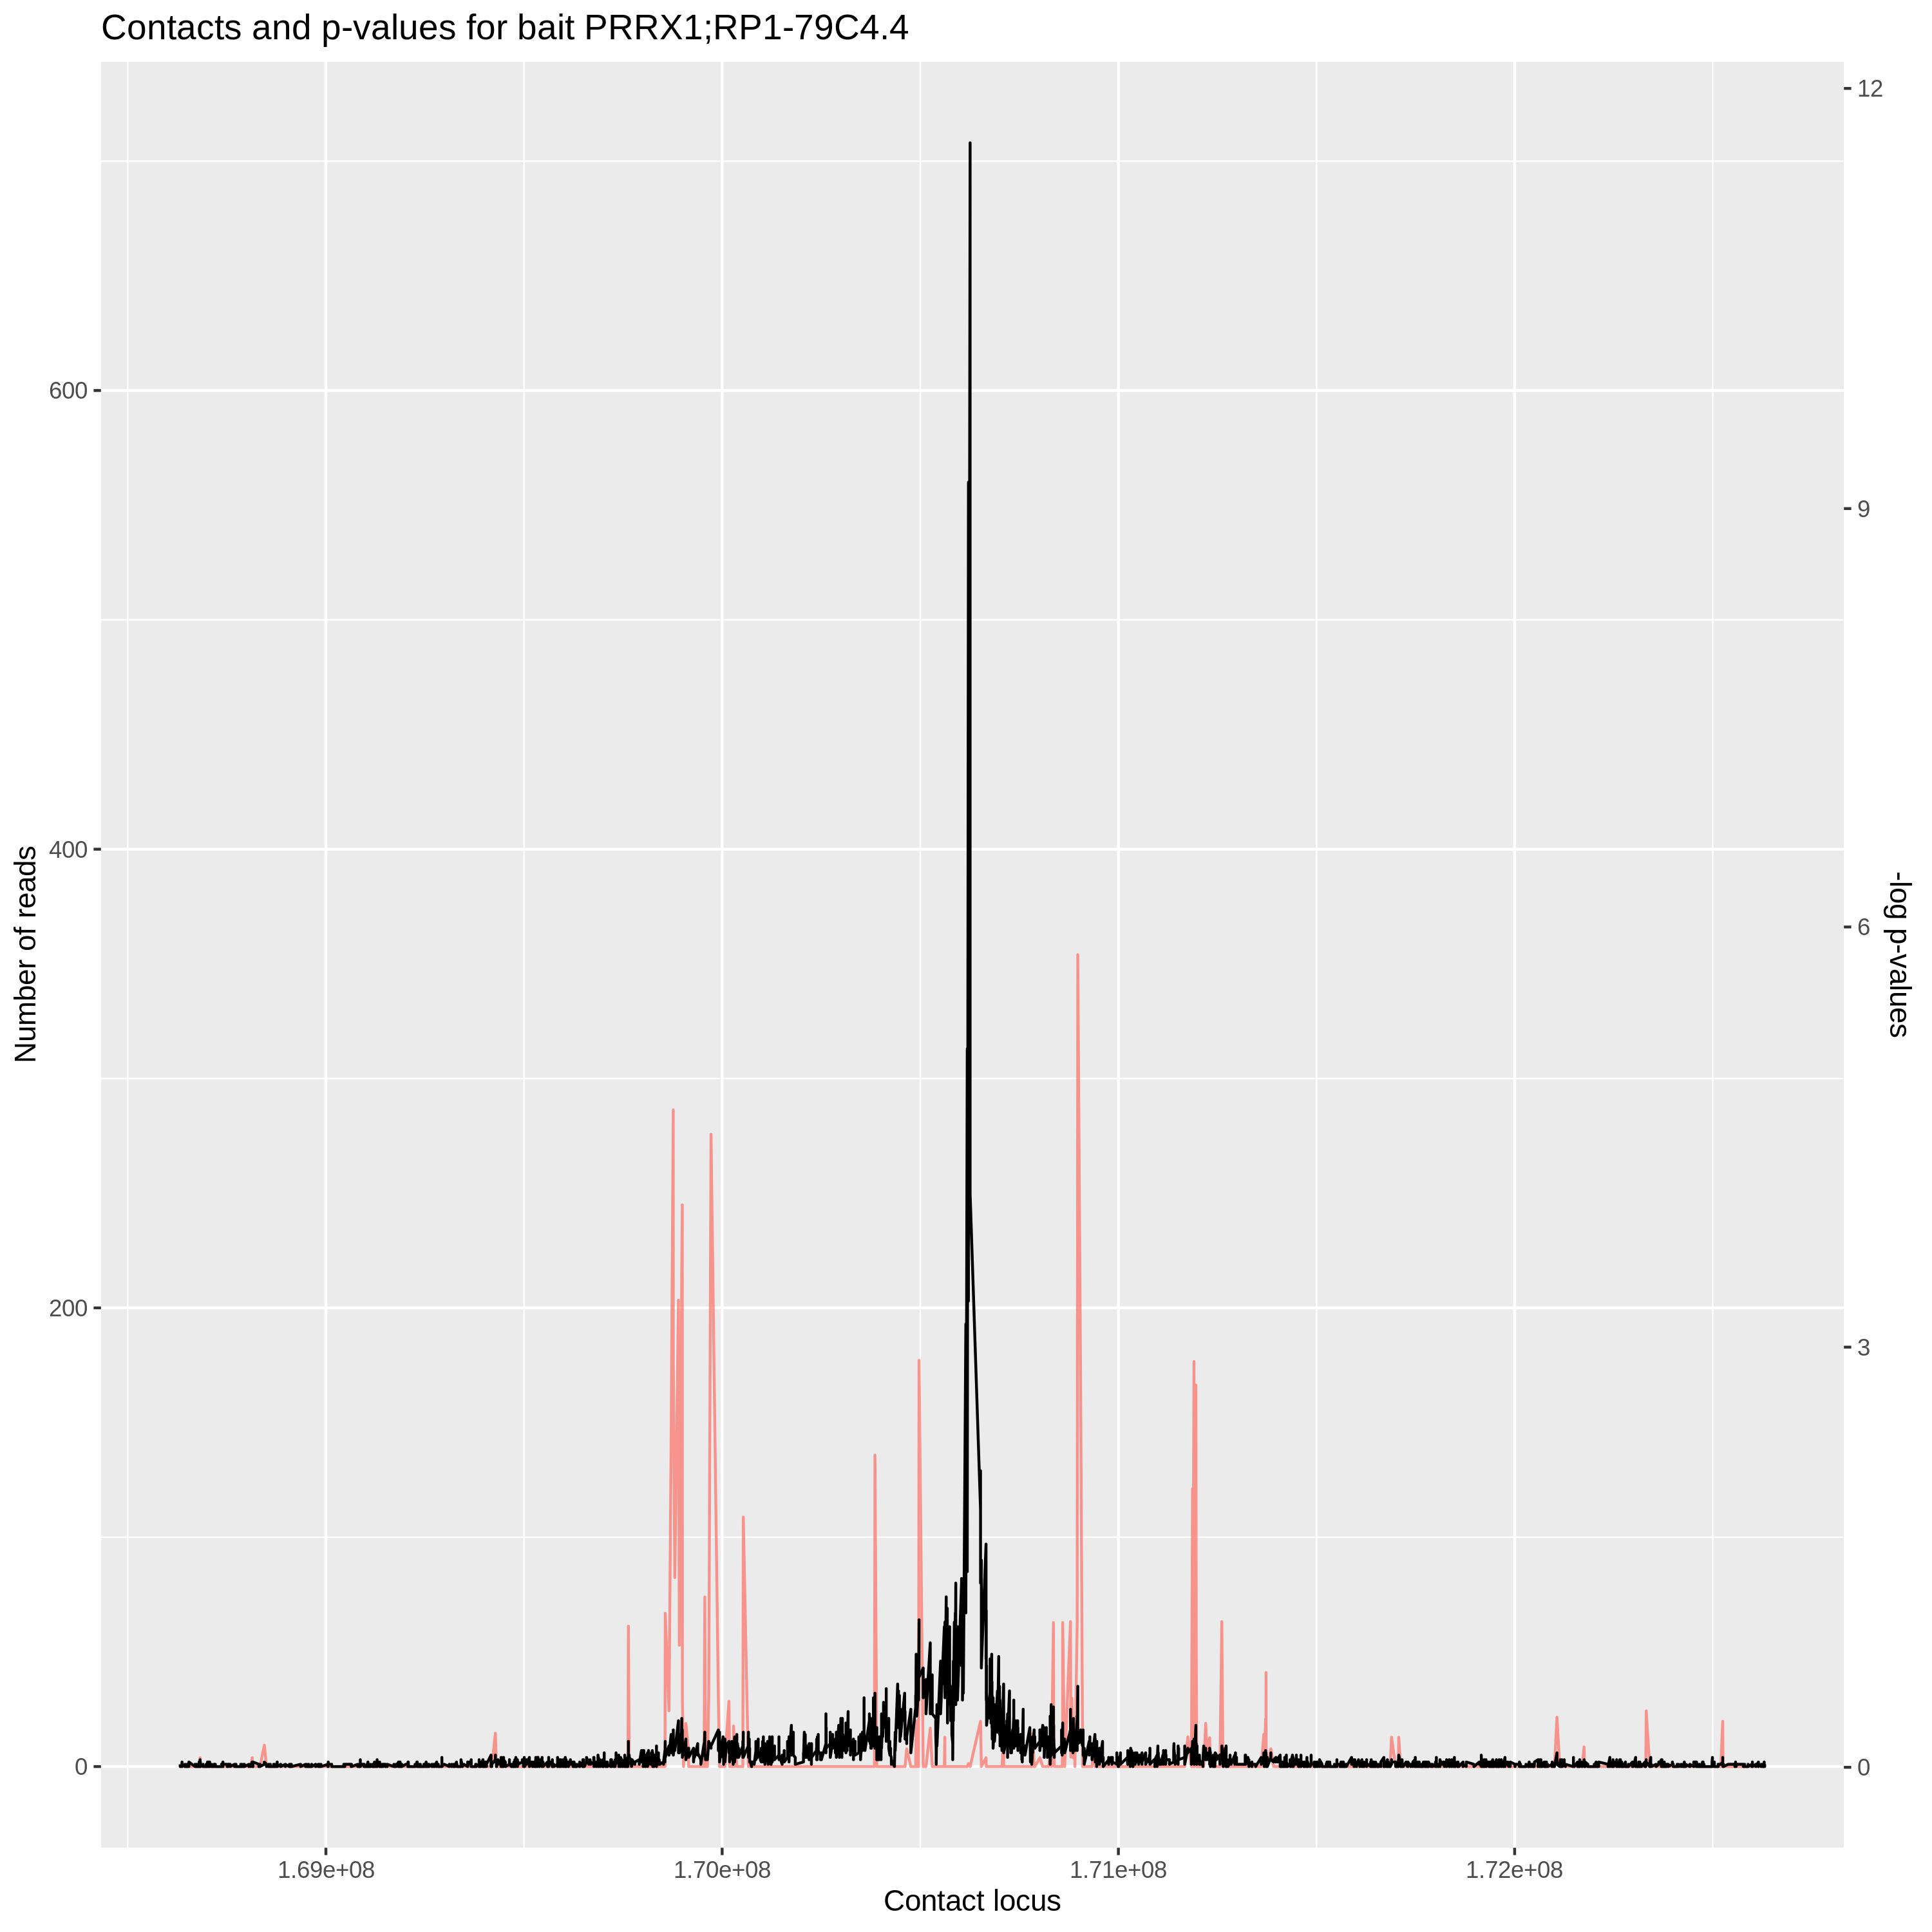 Contacts and p-values for bait PRRX1;RP1-79C4.4
12
600
9
400
6
Number of reads
-log p-values
200
3
0
0
1.69e+08
1.70e+08
1.71e+08
1.72e+08
Contact locus